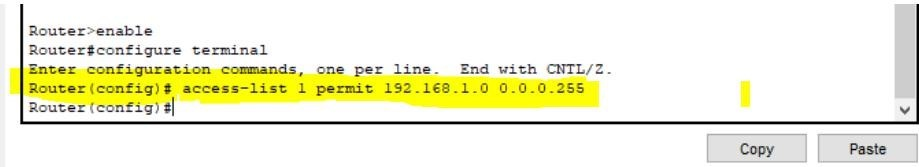 Router>enable
Router#configure terminal
Enter configuration commands, one per line.  End with CNTL/Z.
Router(config)# access-list 1 permit 192.168.1.0 0.0.0.255
Router(config)#
Copy
Paste